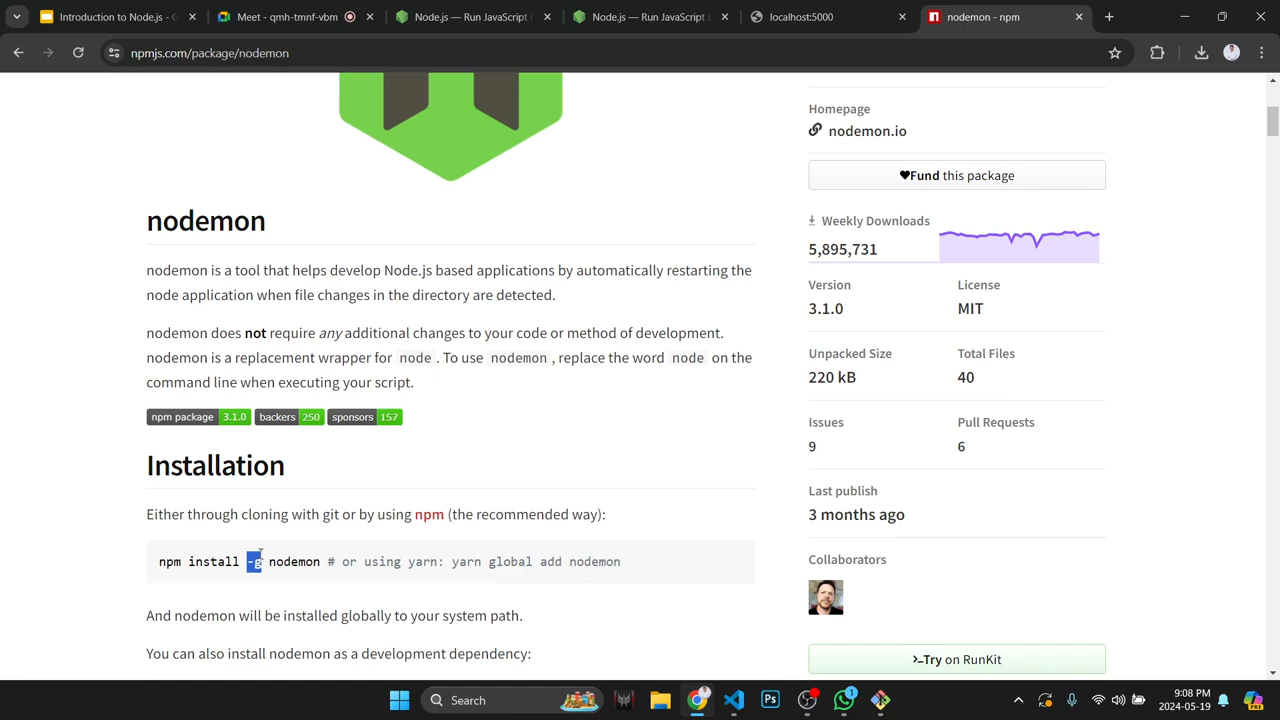 Introduction to Node.js - G
Meet - qmh-tmnf-vbm
Node.js — Run JavaScript
Node.js — Run JavaScript
localhost:5000
nodemon - npm
npmjs.com/package/nodemon
Homepage
nodemon.io
Fund this package
nodemon
Weekly Downloads
5,895,731
nodemon is a tool that helps develop Node.js based applications by automatically restarting the
node application when file changes in the directory are detected.
Version License
3.1.0 MIT
nodemon does not require any additional changes to your code or method of development.
nodemon is a replacement wrapper for node. To use nodemon, replace the word node on the
command line when executing your script.
Unpacked Size Total Files
220 kB 40
npm package 3.1.0 backers 250 sponsors 157
Issues Pull Requests
9 6
Installation
Last publish
3 months ago
Either through cloning with git or by using npm (the recommended way):
npm install -g nodemon # or using yarn: yarn global add nodemon
Collaborators
And nodemon will be installed globally to your system path.
You can also install nodemon as a development dependency:
>_Try on RunKit
Search
Ps
1
9:08 PM
2024-05-19
PRE